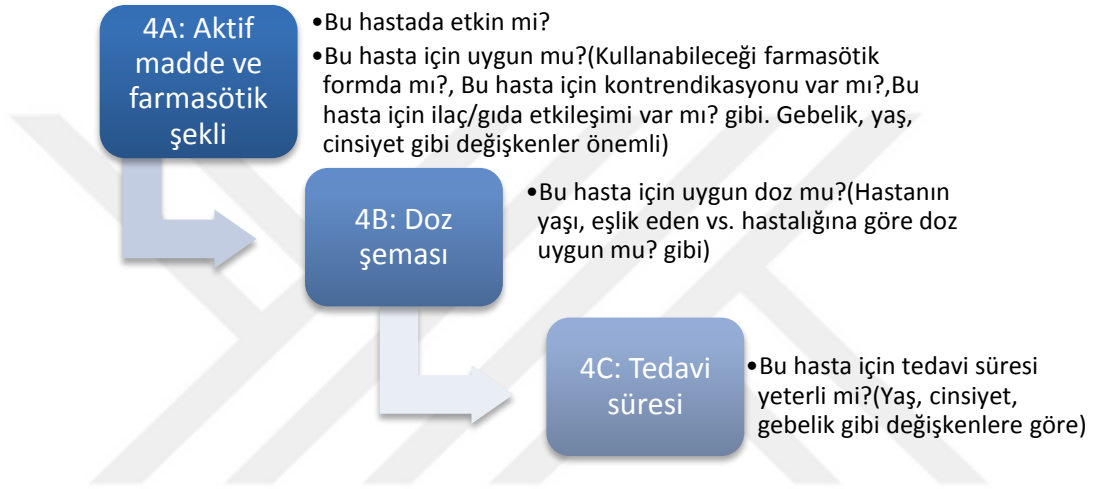 4A: Aktif
madde ve
farmasötik
şekli
•Bu hastada etkin mi?
•Bu hasta için uygun mu?(Kullanabileceği farmasötik
formda mı?, Bu hasta için kontrendikasyonu var mı?,Bu
hasta için ilaç/gıda etkileşimi var mı? gibi. Gebelik, yaş,
cinsiyet gibi değişkenler önemli)
4B: Doz
şeması
•Bu hasta için uygun doz mu?(Hastanın
yaşı, eşlik eden vs. hastalığına göre doz
uygun mu? gibi)
4C: Tedavi
süresi
•Bu hasta için tedavi süresi
yeterli mi?(Yaş, cinsiyet,
gebelik gibi değişkenlere göre)